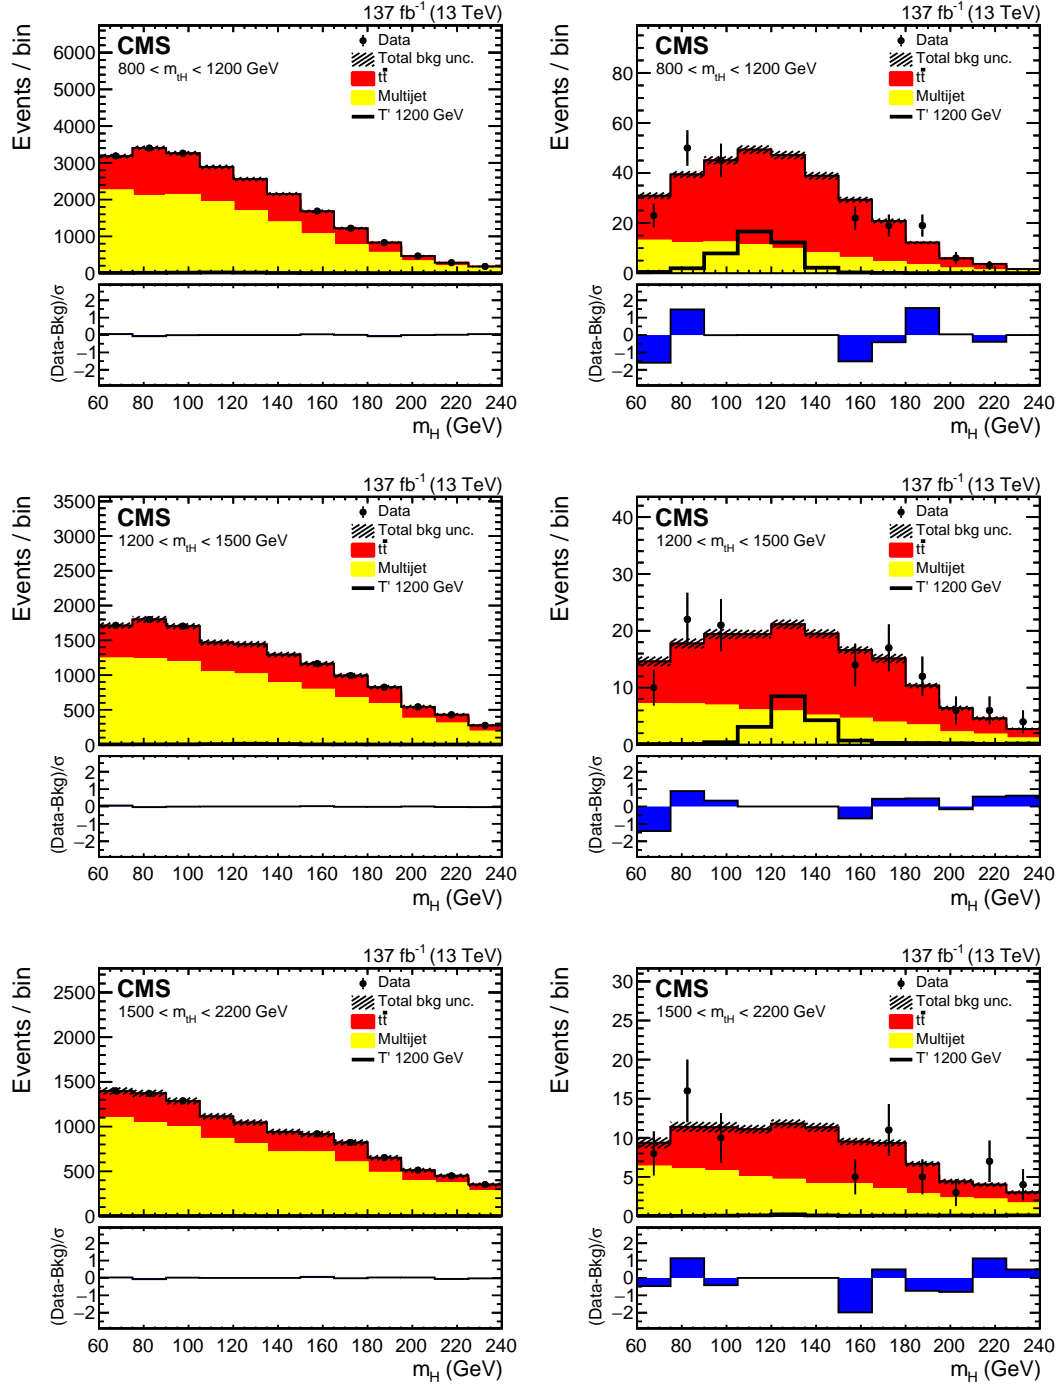 137 fb⁻¹ (13 TeV)
Events / bin
CMS
800 < m_tH < 1200 GeV
Data
Total bkg unc.
tt̄
Multijet
T' 1200 GeV
6000
5000
4000
3000
2000
1000
0
(Data-Bkg)/σ
2
1
0
−1
−2
60 80 100 120 140 160 180 200 220 240
m_H (GeV)
137 fb⁻¹ (13 TeV)
Events / bin
CMS
800 < m_tH < 1200 GeV
Data
Total bkg unc.
tt̄
Multijet
T' 1200 GeV
80
60
40
20
0
(Data-Bkg)/σ
2
1
0
−1
−2
60 80 100 120 140 160 180 200 220 240
m_H (GeV)
137 fb⁻¹ (13 TeV)
Events / bin
CMS
1200 < m_tH < 1500 GeV
Data
Total bkg unc.
tt̄
Multijet
T' 1200 GeV
3500
3000
2500
2000
1500
1000
500
0
(Data-Bkg)/σ
2
1
0
−1
−2
60 80 100 120 140 160 180 200 220 240
m_H (GeV)
137 fb⁻¹ (13 TeV)
Events / bin
CMS
1200 < m_tH < 1500 GeV
Data
Total bkg unc.
tt̄
Multijet
T' 1200 GeV
40
30
20
10
0
(Data-Bkg)/σ
2
1
0
−1
−2
60 80 100 120 140 160 180 200 220 240
m_H (GeV)
137 fb⁻¹ (13 TeV)
Events / bin
CMS
1500 < m_tH < 2200 GeV
Data
Total bkg unc.
tt̄
Multijet
T' 1200 GeV
2500
2000
1500
1000
500
0
(Data-Bkg)/σ
2
1
0
−1
−2
60 80 100 120 140 160 180 200 220 240
m_H (GeV)
137 fb⁻¹ (13 TeV)
Events / bin
CMS
1500 < m_tH < 2200 GeV
Data
Total bkg unc.
tt̄
Multijet
T' 1200 GeV
30
25
20
15
10
5
0
(Data-Bkg)/σ
2
1
0
−1
−2
60 80 100 120 140 160 180 200 220 240
m_H (GeV)